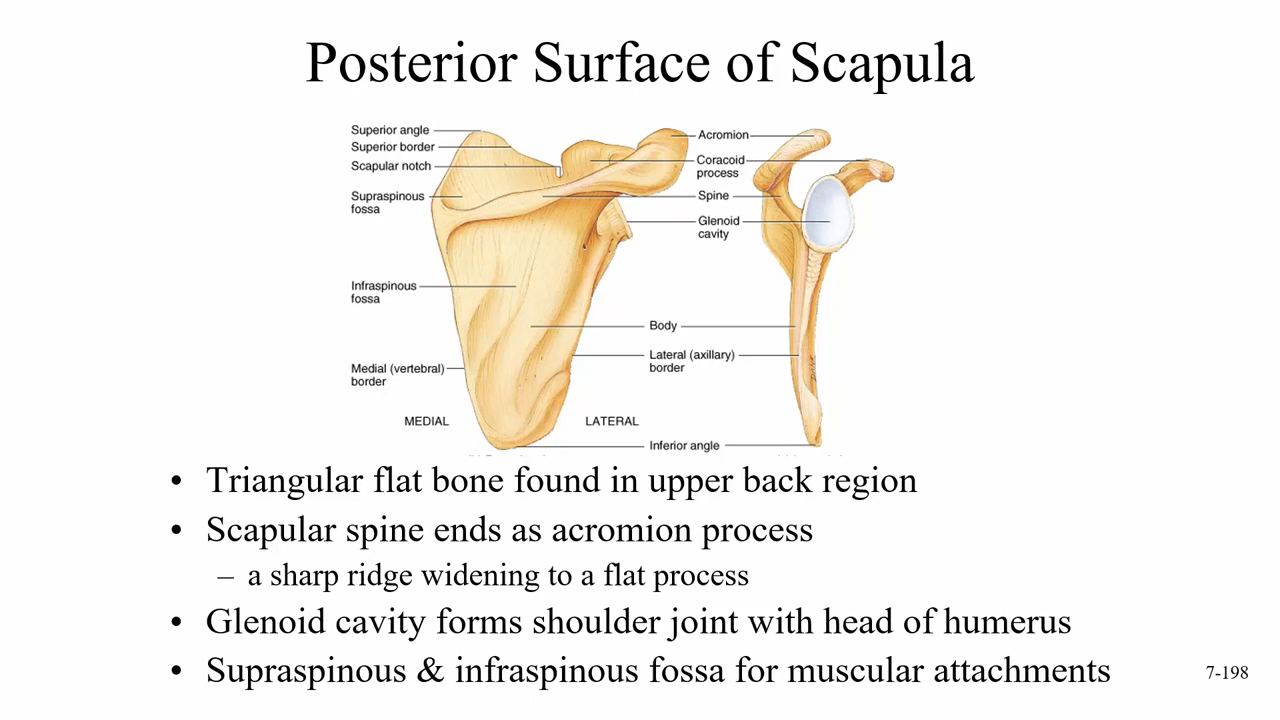 Posterior Surface of Scapula
Superior angle
Superior border
Scapular notch
Supraspinous
fossa
Infraspinous
fossa
Medial (vertebral)
border
MEDIAL
LATERAL
Acromion
Coracoid
process
Spine
Glenoid
cavity
Body
Lateral (axillary)
border
Inferior angle
• Triangular flat bone found in upper back region
• Scapular spine ends as acromion process
– a sharp ridge widening to a flat process
• Glenoid cavity forms shoulder joint with head of humerus
• Supraspinous & infraspinous fossa for muscular attachments
7-198